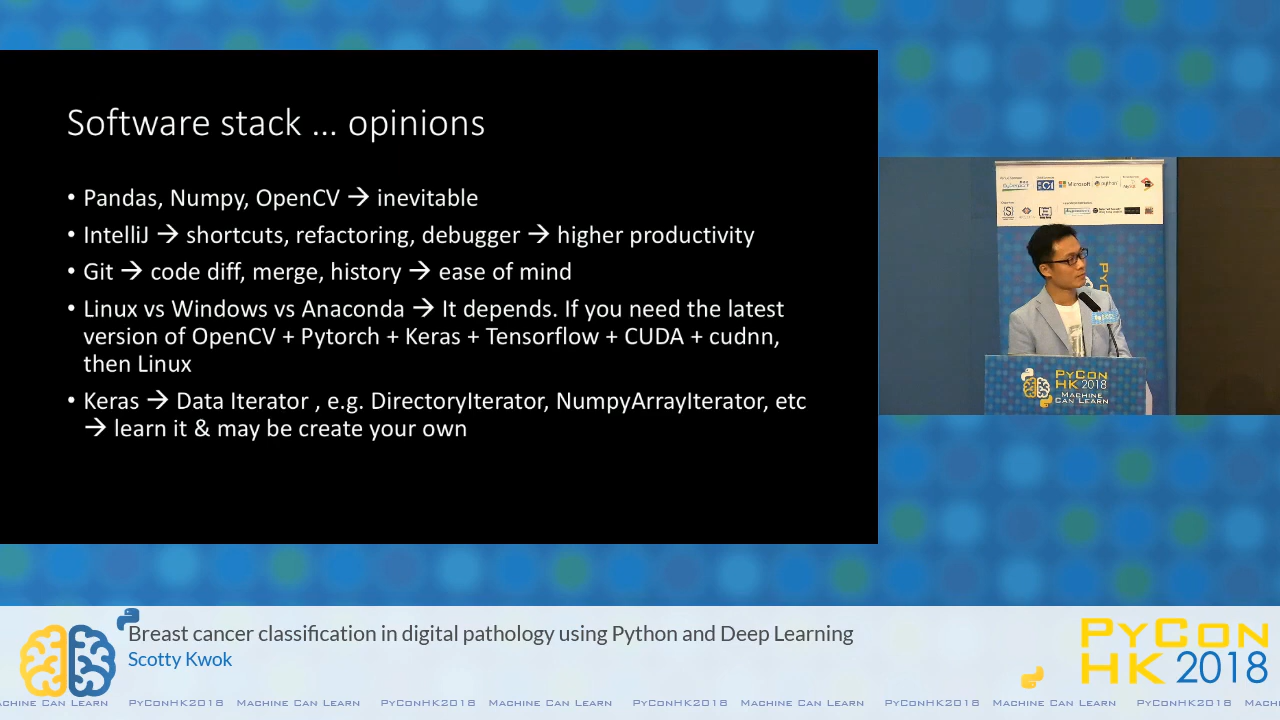 Software stack ... opinions
• Pandas, Numpy, OpenCV → inevitable
• IntelliJ → shortcuts, refactoring, debugger → higher productivity
• Git → code diff, merge, history → ease of mind
• Linux vs Windows vs Anaconda → It depends. If you need the latest
version of OpenCV + Pytorch + Keras + Tensorflow + CUDA + cudnn,
then Linux
• Keras → Data Iterator , e.g. DirectoryIterator, NumpyArrayIterator, etc
→ learn it & may be create your own
Microsoft
python
PYCON
HK 2018
MACHINE
CAN LEARN
Breast cancer classification in digital pathology using Python and Deep Learning
Scotty Kwok
PYCON
HK 2018
ACHINE CAN LEARN PYCONHK2018 MACHINE CAN LEARN PYCONHK2018 MACHINE CAN LEARN PYCONHK2018 MACHINE CAN LEARN PYCONHK2018 MACHINE CAN LEARN PYCONHK2018 MACH